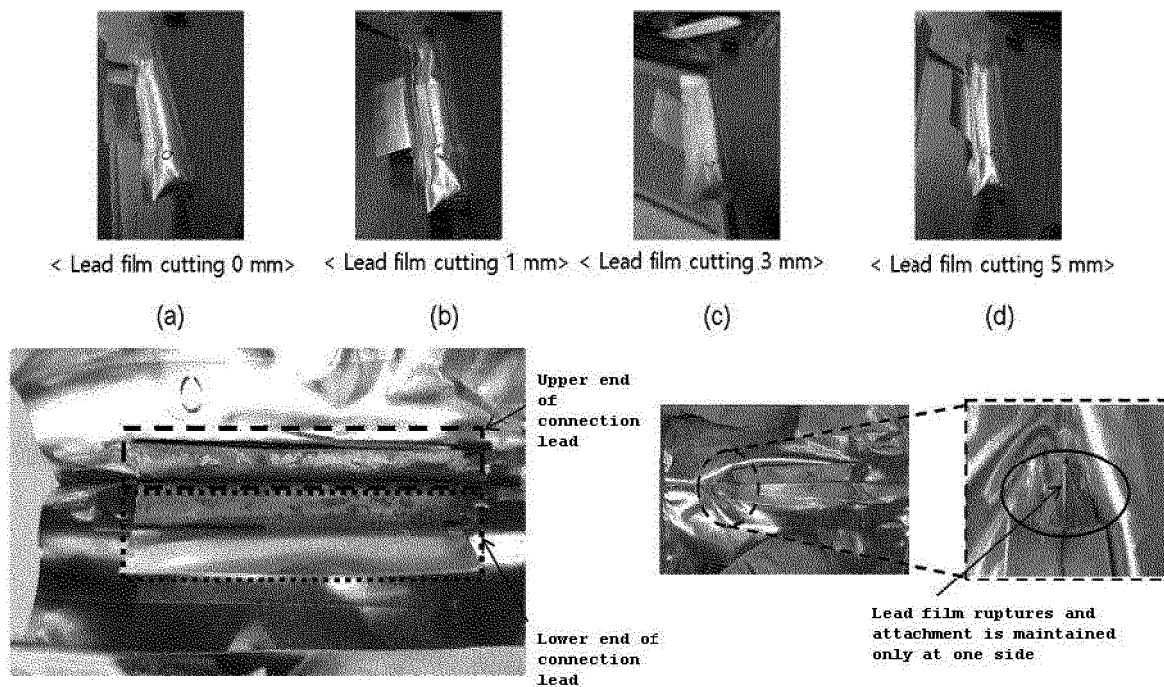 < Lead film cutting 0 mm>
< Lead film cutting 1 mm>
< Lead film cutting 3 mm>
< Lead film cutting 5 mm>
(a)
(b)
(c)
(d)
Upper end
of
connection
lead
Lower end of
connection
lead
Lead film ruptures and
attachment is maintained
only at one side